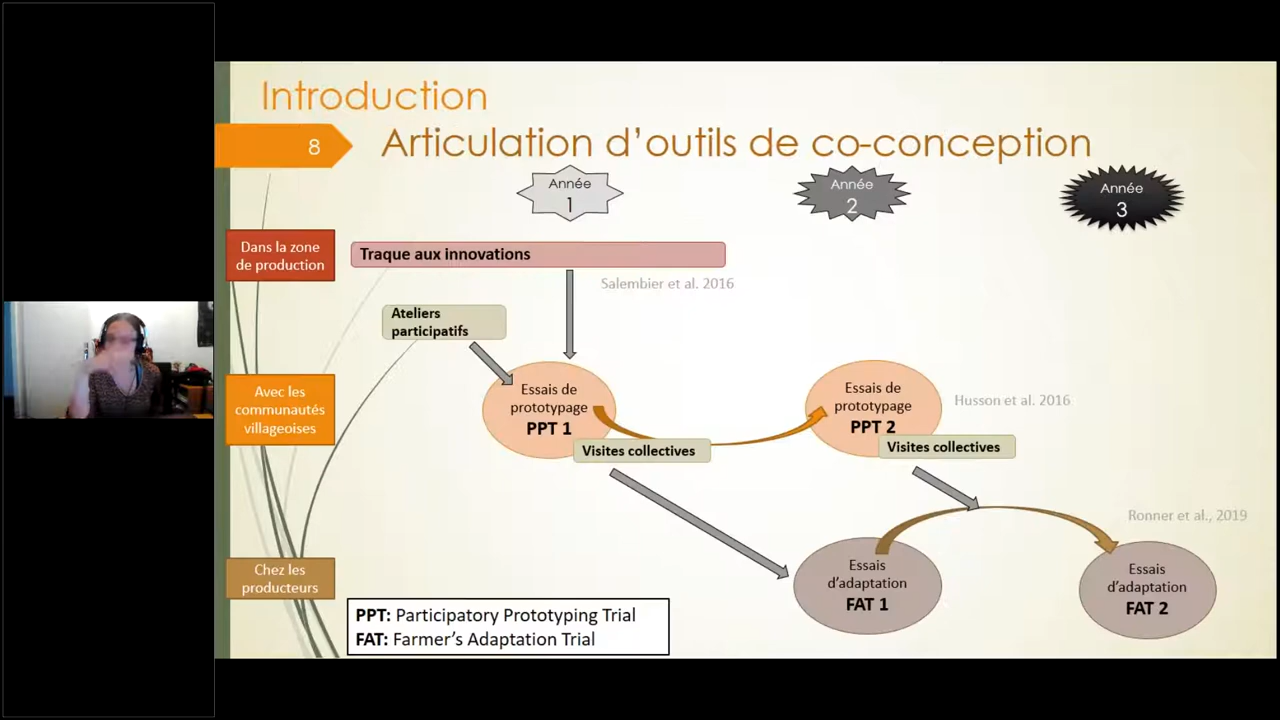 Introduction
8
Articulation d’outils de co-conception
Année
1
Année
2
Année
3
Dans la zone
de production
Traque aux innovations
Salembier et al. 2016
Ateliers
participatifs
Avec les
communautés
villageoises
Essais de
prototypage
PPT 1
Visites collectives
Essais de
prototypage
PPT 2
Husson et al. 2016
Visites collectives
Ronner et al., 2019
Chez les
producteurs
Essais
d’adaptation
FAT 1
Essais
d’adaptation
FAT 2
PPT: Participatory Prototyping Trial
FAT: Farmer’s Adaptation Trial